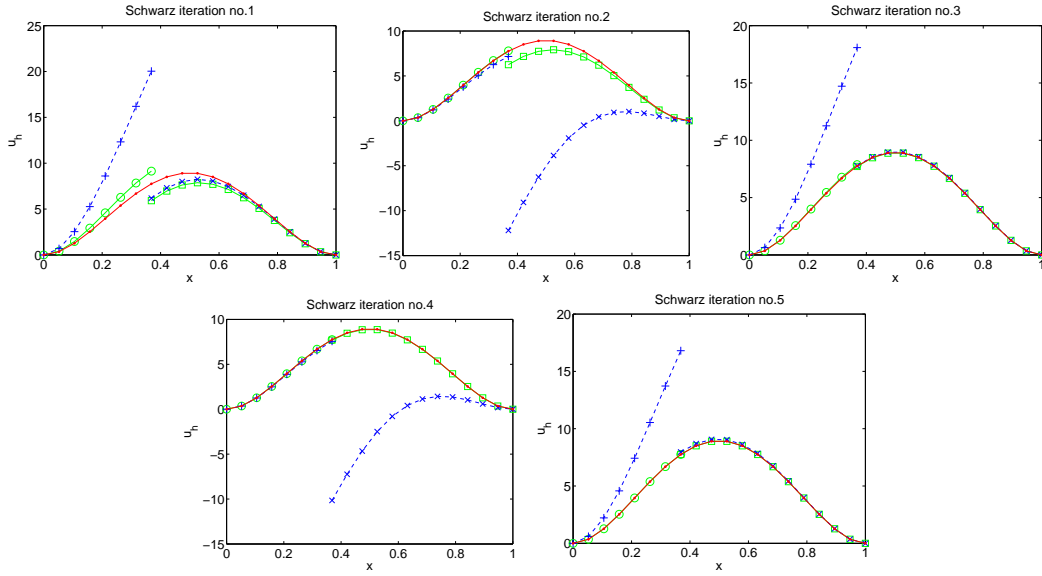 Schwarz iteration no.1
25
20
15
10
5
0
u_h
0 0.2 0.4 0.6 0.8 1
x
Schwarz iteration no.2
10
5
0
−5
−10
−15
u_h
0 0.2 0.4 0.6 0.8 1
x
Schwarz iteration no.3
20
15
10
5
0
u_h
0 0.2 0.4 0.6 0.8 1
x
Schwarz iteration no.4
10
5
0
−5
−10
−15
u_h
0 0.2 0.4 0.6 0.8 1
x
Schwarz iteration no.5
20
15
10
5
0
u_h
0 0.2 0.4 0.6 0.8 1
x